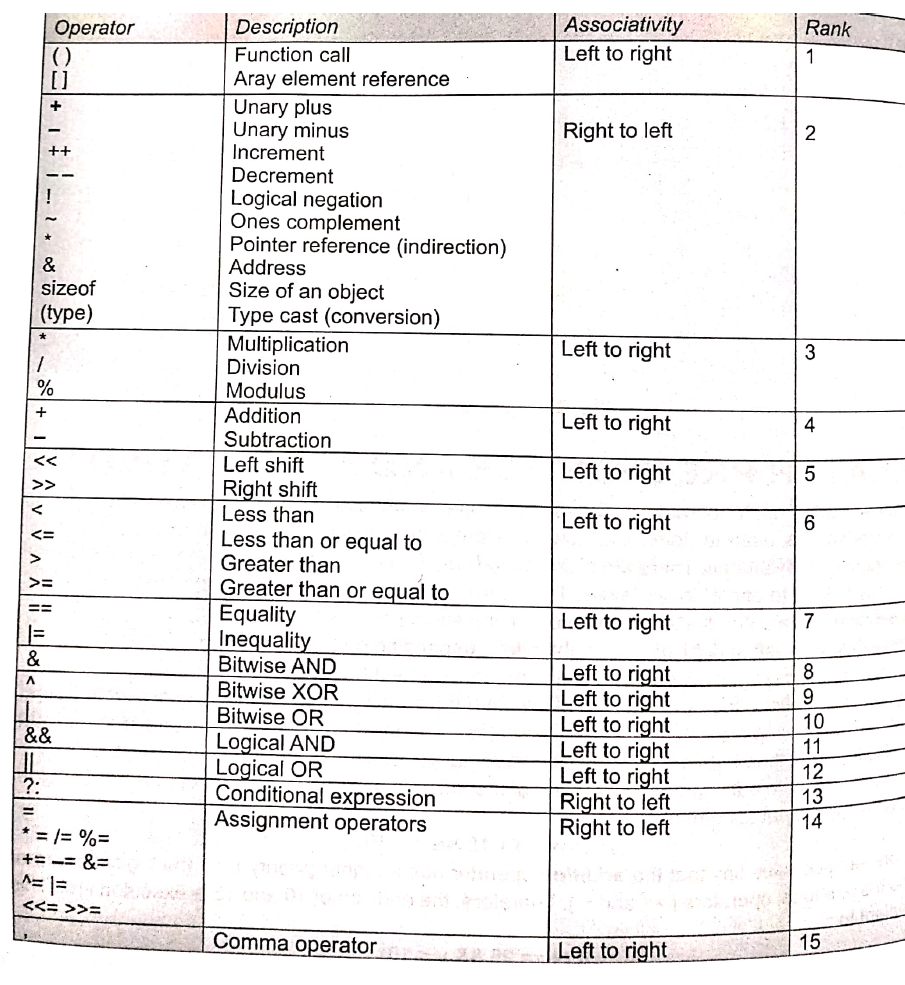 Operator Description Associativity Rank
( ) Function call Left to right 1
[ ] Aray element reference
+ Unary plus
– Unary minus Right to left 2
++ Increment
–– Decrement
! Logical negation
~ Ones complement
* Pointer reference (indirection)
& Address
sizeof Size of an object
(type) Type cast (conversion)
* Multiplication Left to right 3
/ Division
% Modulus
+ Addition Left to right 4
– Subtraction
<< Left shift Left to right 5
>> Right shift
< Less than Left to right 6
<= Less than or equal to
> Greater than
>= Greater than or equal to
== Equality Left to right 7
|= Inequality
& Bitwise AND Left to right 8
^ Bitwise XOR Left to right 9
| Bitwise OR Left to right 10
&& Logical AND Left to right 11
|| Logical OR Left to right 12
?: Conditional expression Right to left 13
= Assignment operators Right to left 14
* = /= %=
+= –= &=
^= |=
<<= >>=
, Comma operator Left to right 15